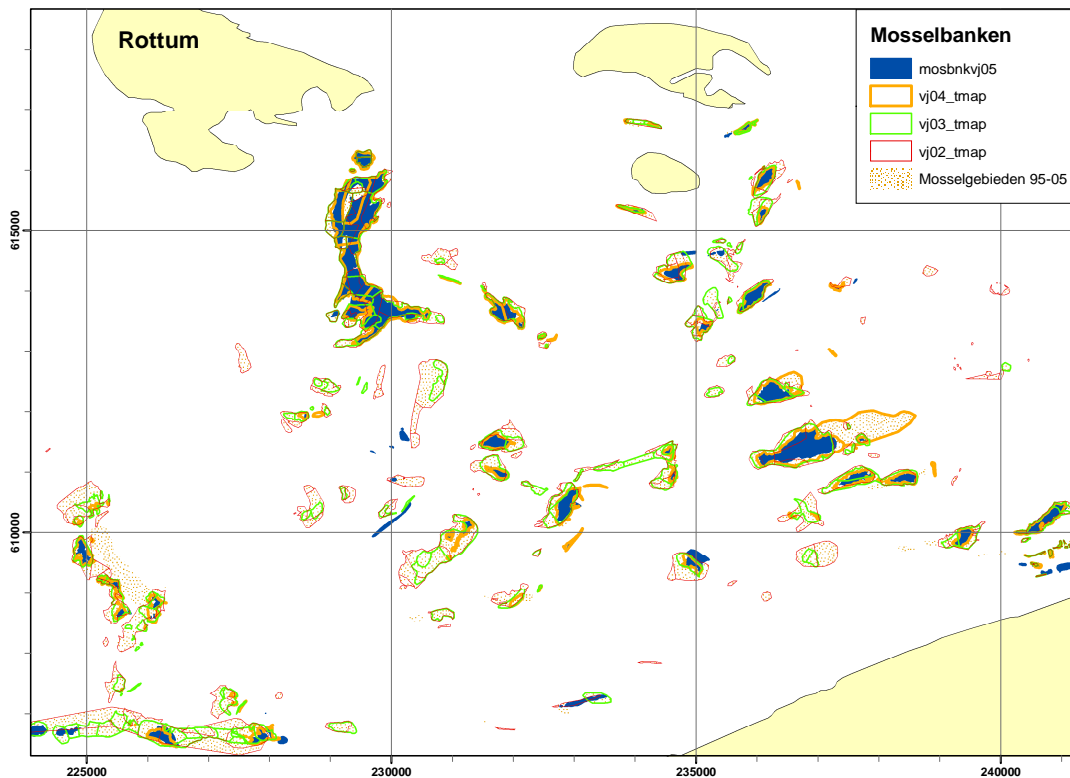 Rottum
Mosselbanken
mosbnkvj05
vj04_tmap
vj03_tmap
vj02_tmap
Mosselgebieden 95-05
615000
610000
225000
230000
235000
240000